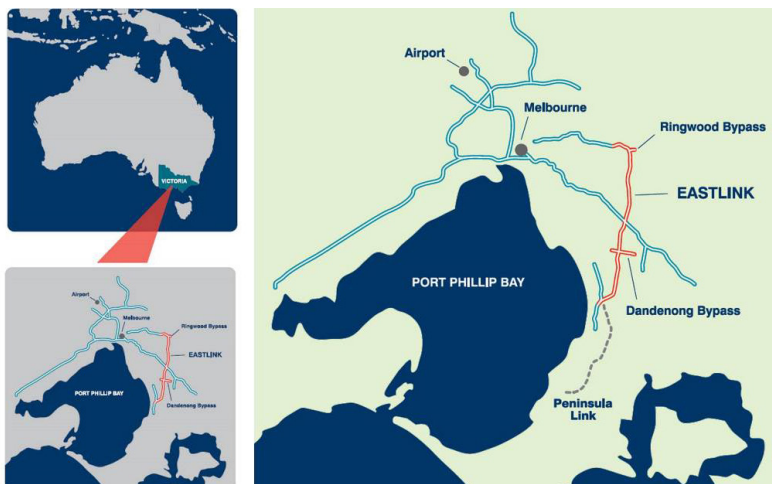 VICTORIA
Airport
Melbourne
Ringwood Bypass
EASTLINK
PORT PHILLIP BAY
Dandenong Bypass
Airport
Melbourne
Ringwood Bypass
EASTLINK
PORT PHILLIP BAY
Dandenong Bypass
Peninsula
Link